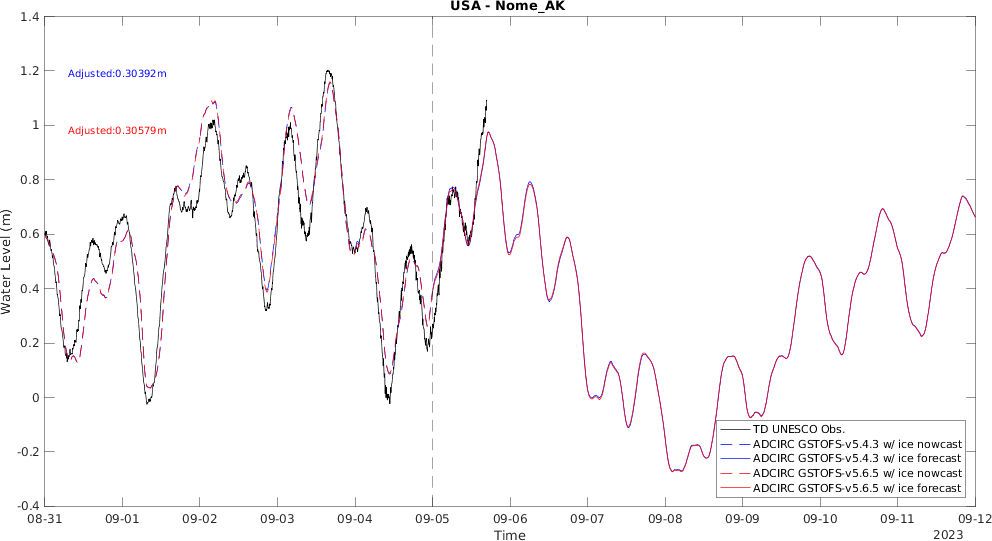 USA - Nome_AK
1.4
1.2
1
0.8
0.6
0.4
0.2
0
-0.2
-0.4
Water Level (m)
Adjusted:0.30392m
Adjusted:0.30579m
TD UNESCO Obs.
ADCIRC GSTOFS-v5.4.3 w/ ice nowcast
ADCIRC GSTOFS-v5.4.3 w/ ice forecast
ADCIRC GSTOFS-v5.6.5 w/ ice nowcast
ADCIRC GSTOFS-v5.6.5 w/ ice forecast
08-31 09-01 09-02 09-03 09-04 09-05 09-06 09-07 09-08 09-09 09-10 09-11 09-12
Time
2023